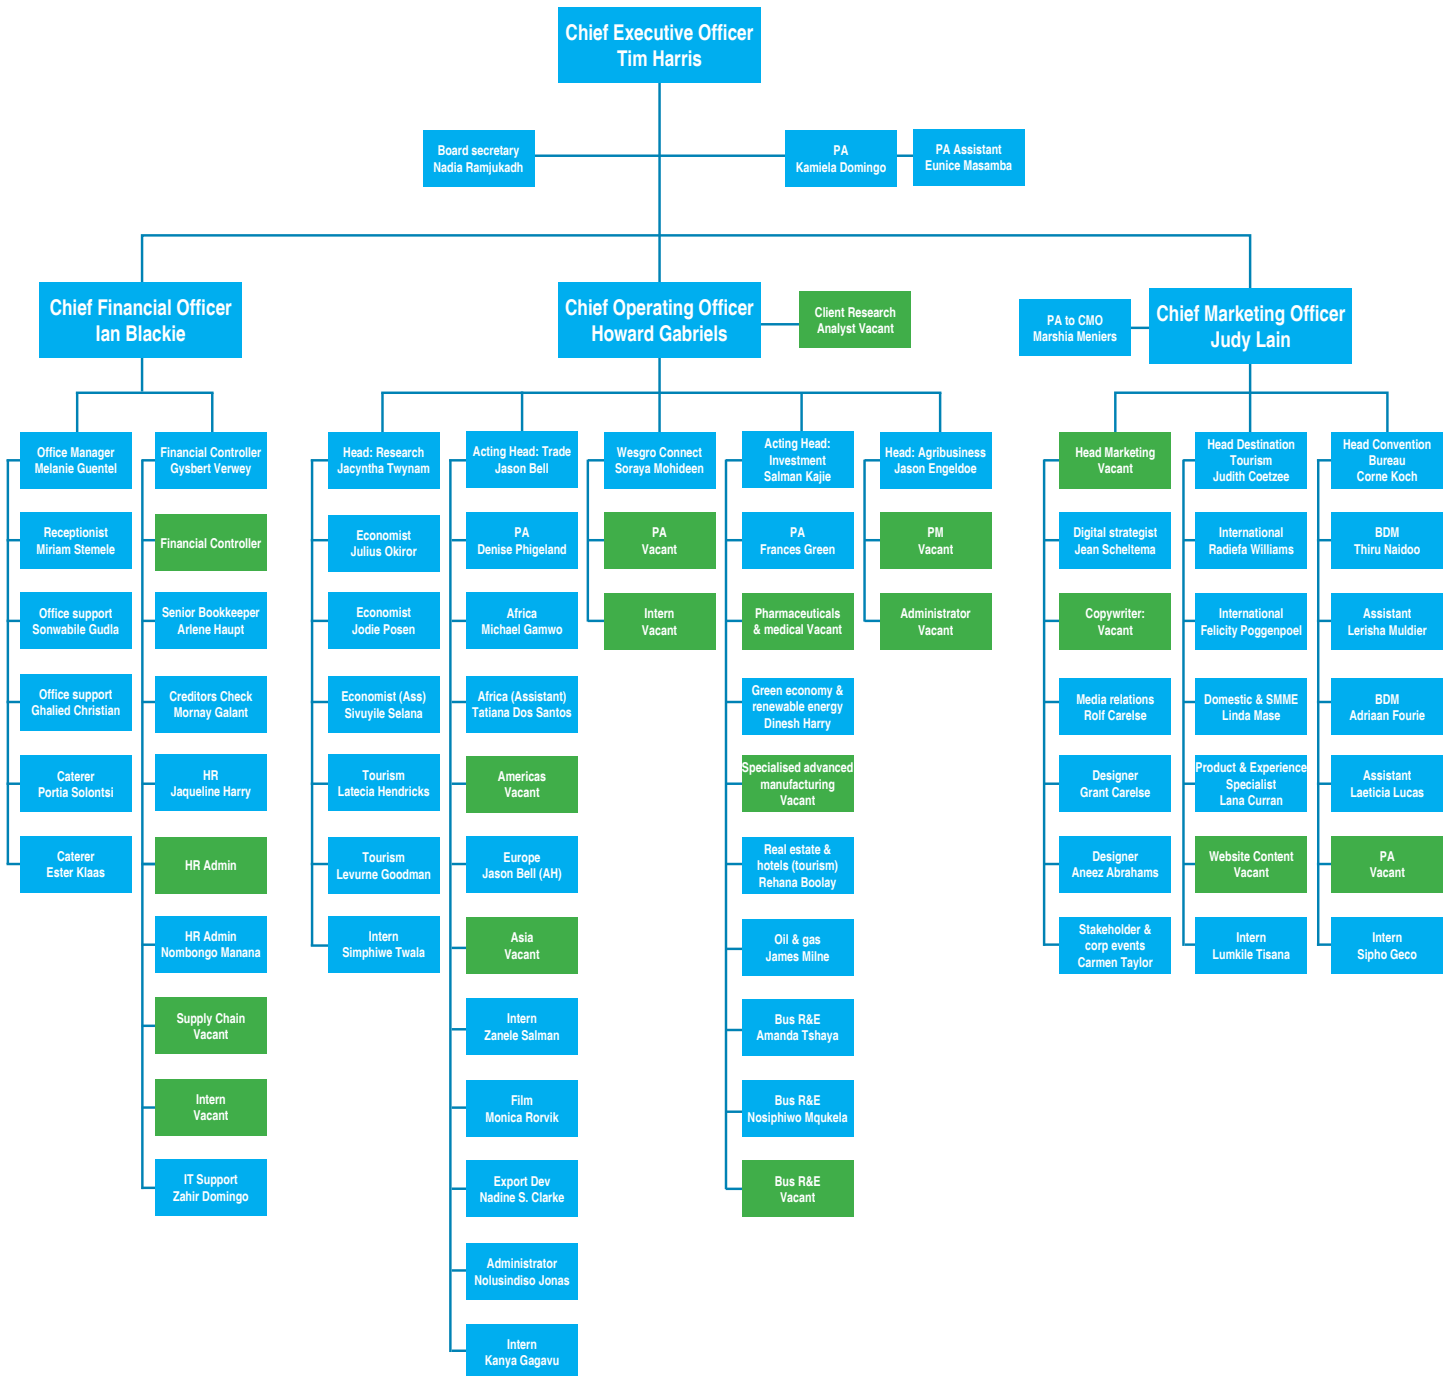 Chief Executive Officer
Tim Harris
Board secretary
Nadia Ramjukadh
PA
Kamiela Domingo
PA Assistant
Eunice Masamba
Chief Financial Officer
Ian Blackie
Chief Operating Officer
Howard Gabriels
Client Research
Analyst Vacant
PA to CMO
Marshia Meniers
Chief Marketing Officer
Judy Lain
Office Manager
Melanie Guentel
Receptionist
Miriam Stemele
Office support
Sonwabile Gudla
Office support
Ghalied Christian
Caterer
Portia Solontsi
Caterer
Ester Klaas
Financial Controller
Gysbert Verwey
Financial Controller
Senior Bookkeeper
Arlene Haupt
Creditors Check
Mornay Galant
HR
Jaqueline Harry
HR Admin
HR Admin
Nombongo Manana
Supply Chain
Vacant
Intern
Vacant
IT Support
Zahir Domingo
Head: Research
Jacyntha Twynam
Economist
Julius Okiror
Economist
Jodie Posen
Economist (Ass)
Sivuyile Selana
Tourism
Latecia Hendricks
Tourism
Levurne Goodman
Intern
Simphiwe Twala
Acting Head: Trade
Jason Bell
PA
Denise Phigeland
Africa
Michael Gamwo
Africa (Assistant)
Tatiana Dos Santos
Americas
Vacant
Europe
Jason Bell (AH)
Asia
Vacant
Intern
Zanele Salman
Film
Monica Rorvik
Export Dev
Nadine S. Clarke
Administrator
Nolusindiso Jonas
Intern
Kanya Gagavu
Wesgro Connect
Soraya Mohideen
PA
Vacant
Intern
Vacant
Acting Head:
Investment
Salman Kajie
PA
Frances Green
Pharmaceuticals
& medical Vacant
Green economy &
renewable energy
Dinesh Harry
Specialised advanced
manufacturing
Vacant
Real estate &
hotels (tourism)
Rehana Boolay
Oil & gas
James Milne
Bus R&E
Amanda Tshaya
Bus R&E
Nosiphiwo Mqukela
Bus R&E
Vacant
Head: Agribusiness
Jason Engeldoe
PM
Vacant
Administrator
Vacant
Head Marketing
Vacant
Digital strategist
Jean Scheltema
Copywriter:
Vacant
Media relations
Rolf Carelse
Designer
Grant Carelse
Designer
Aneez Abrahams
Stakeholder &
corp events
Carmen Taylor
Head Destination
Tourism
Judith Coetzee
International
Radiefa Williams
International
Felicity Poggenpoel
Domestic & SMME
Linda Mase
Product & Experience
Specialist
Lana Curran
Website Content
Vacant
Intern
Lumkile Tisana
Head Convention
Bureau
Corne Koch
BDM
Thiru Naidoo
Assistant
Lerisha Muldier
BDM
Adriaan Fourie
Assistant
Laeticia Lucas
PA
Vacant
Intern
Sipho Geco